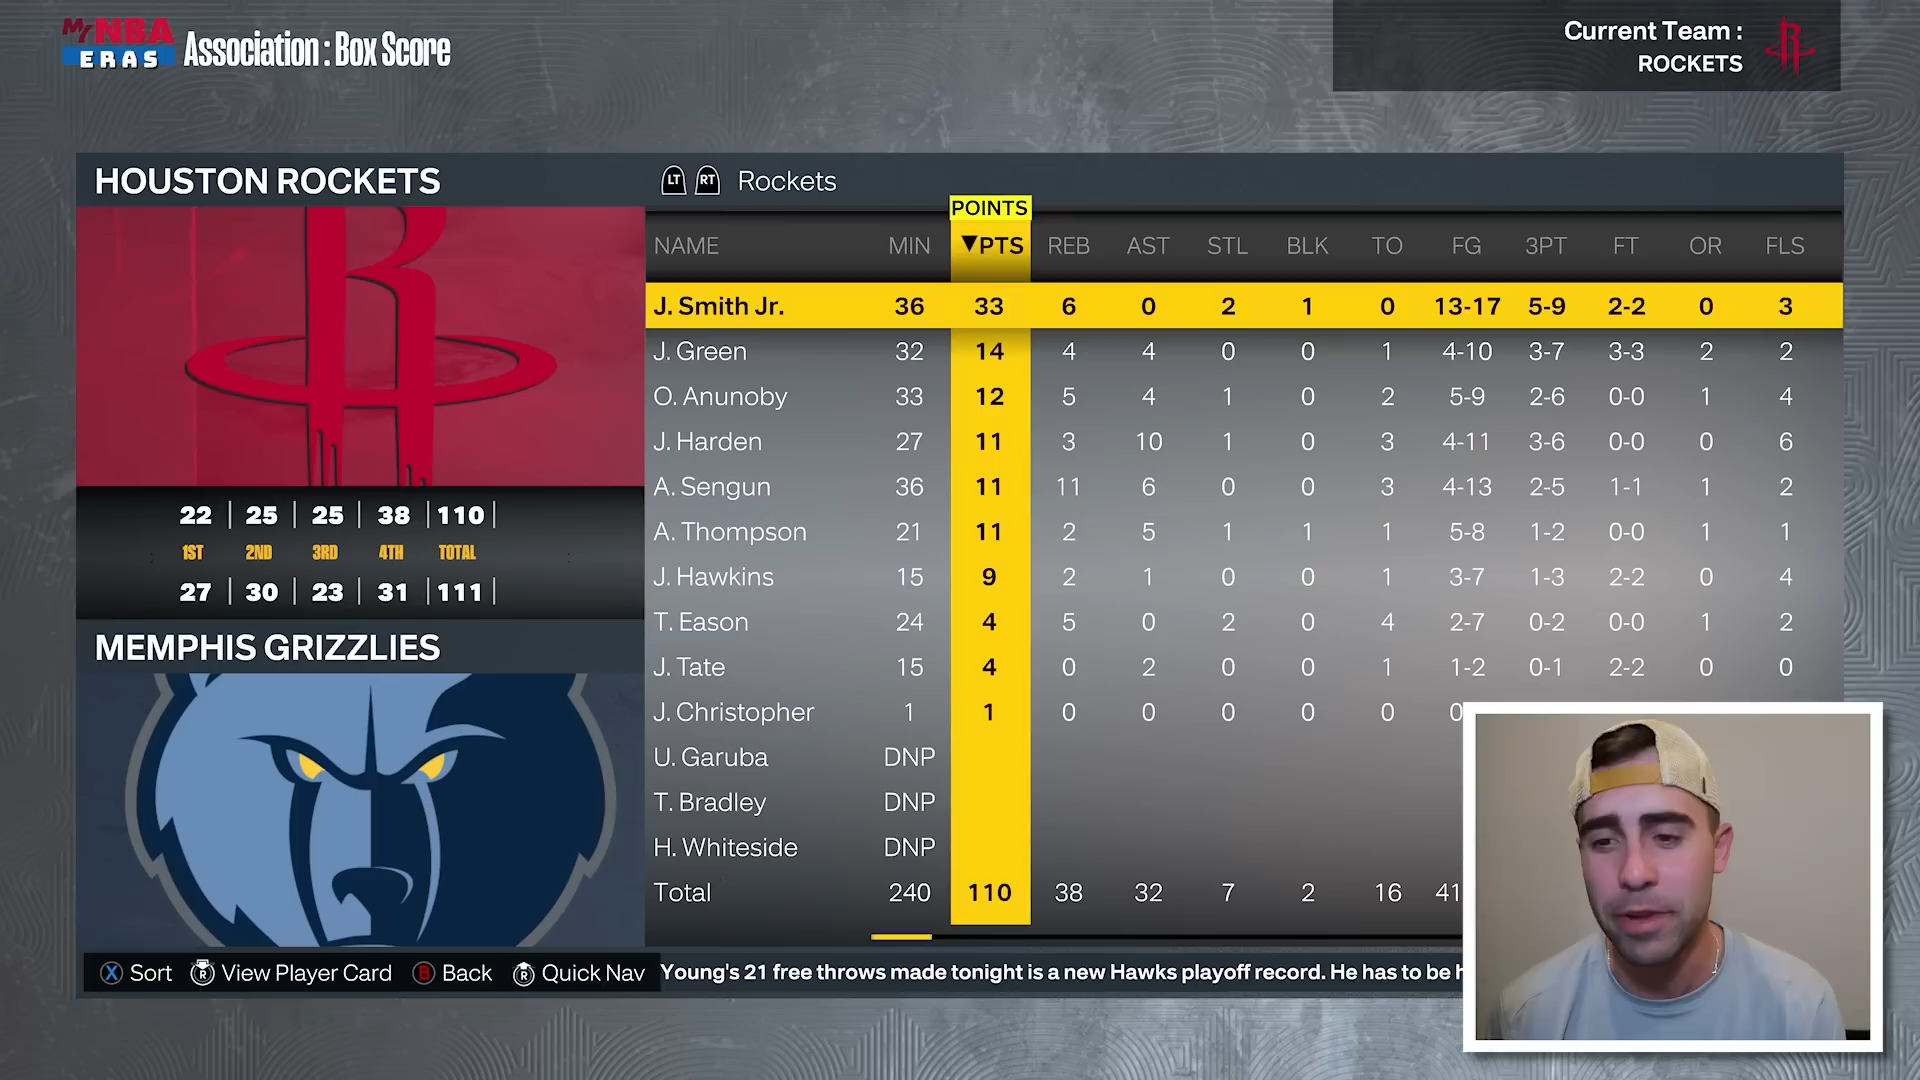 My NBA
ERAS
Association : Box Score
Current Team :
ROCKETS
HOUSTON ROCKETS
22 25 25 38 110
1ST 2ND 3RD 4TH TOTAL
27 30 23 31 111
MEMPHIS GRIZZLIES
LT RT Rockets
POINTS
NAME MIN ▼PTS REB AST STL BLK TO FG 3PT FT OR FLS
J. Smith Jr. 36 33 6 0 2 1 0 13-17 5-9 2-2 0 3
J. Green 32 14 4 4 0 0 1 4-10 3-7 3-3 2 2
O. Anunoby 33 12 5 4 1 0 2 5-9 2-6 0-0 1 4
J. Harden 27 11 3 10 1 0 3 4-11 3-6 0-0 0 6
A. Sengun 36 11 11 6 0 0 3 4-13 2-5 1-1 1 2
A. Thompson 21 11 2 5 1 1 1 5-8 1-2 0-0 1 1
J. Hawkins 15 9 2 1 0 0 1 3-7 1-3 2-2 0 4
T. Eason 24 4 5 0 2 0 4 2-7 0-2 0-0 1 2
J. Tate 15 4 0 2 0 0 1 1-2 0-1 2-2 0 0
J. Christopher 1 1 0 0 0 0 0 0
U. Garuba DNP
T. Bradley DNP
H. Whiteside DNP
Total 240 110 38 32 7 2 16 41
X Sort R View Player Card B Back R Quick Nav
Young's 21 free throws made tonight is a new Hawks playoff record. He has to be